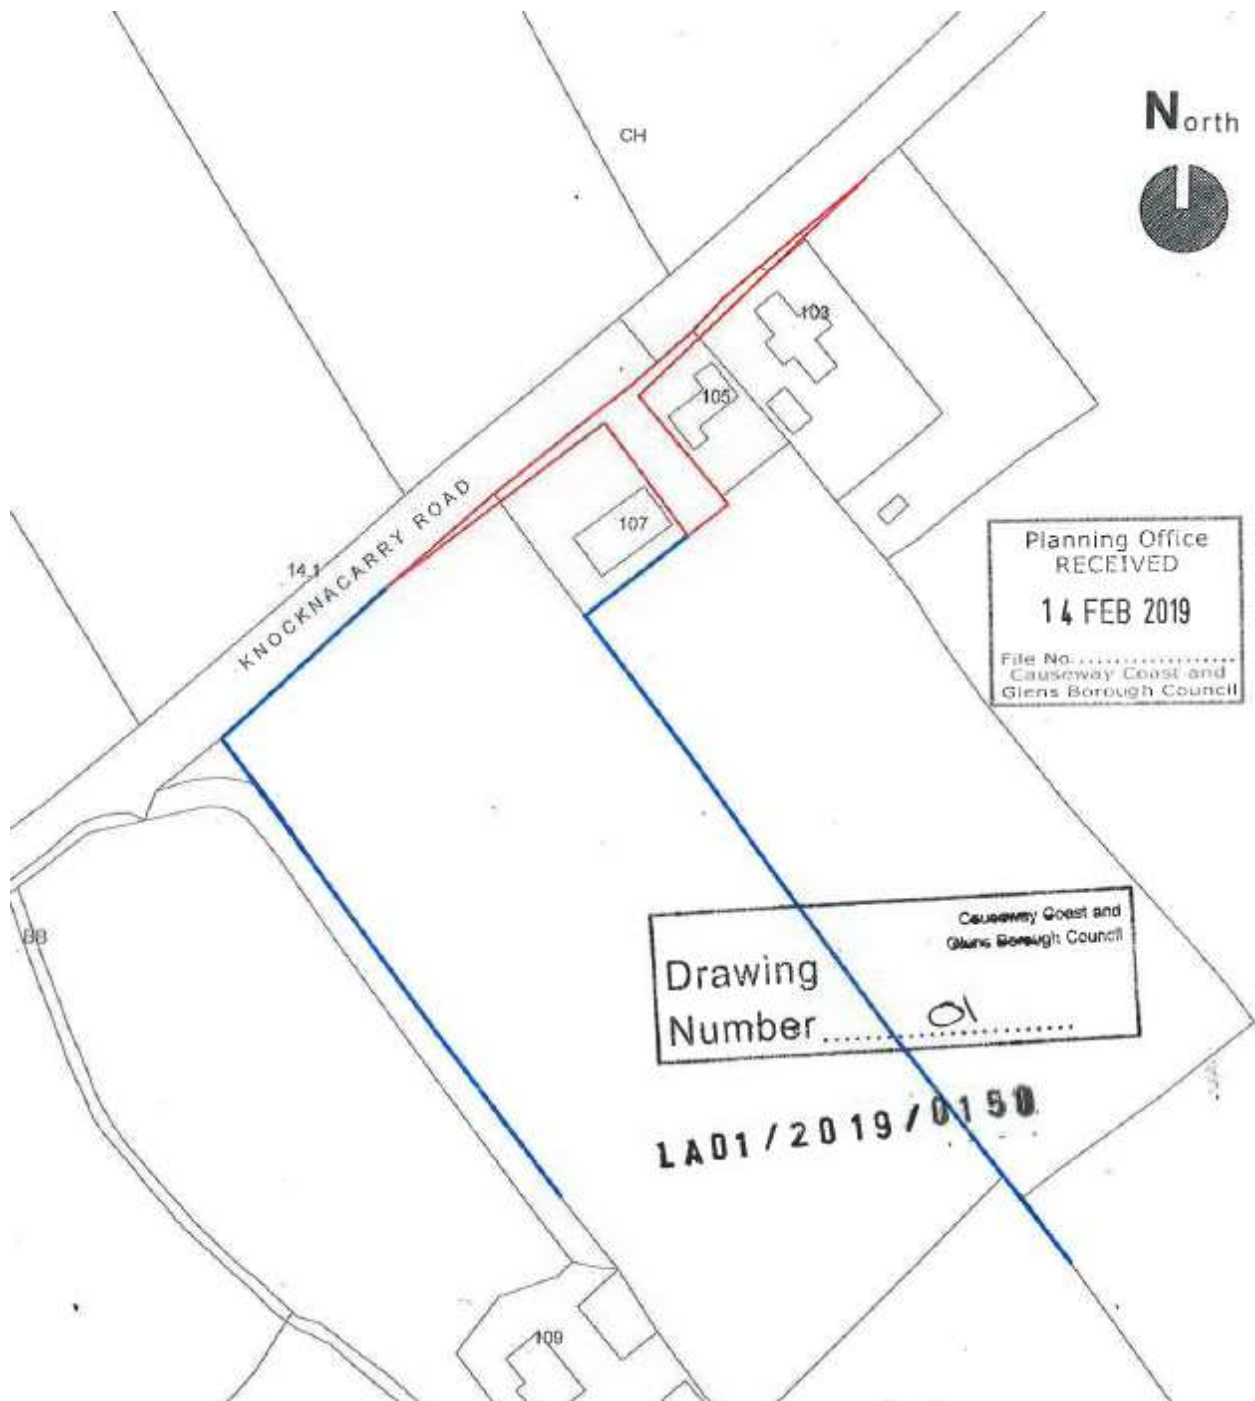 North
CH
103
105
107
14.1
KNOCKNACARRY ROAD
Planning Office
RECEIVED
14 FEB 2019
File No..................
Causeway Coast and
Glens Borough Council
BB
Causeway Coast and
Glens Borough Council
Drawing
Number .......01............
LA01/2019/0150
109